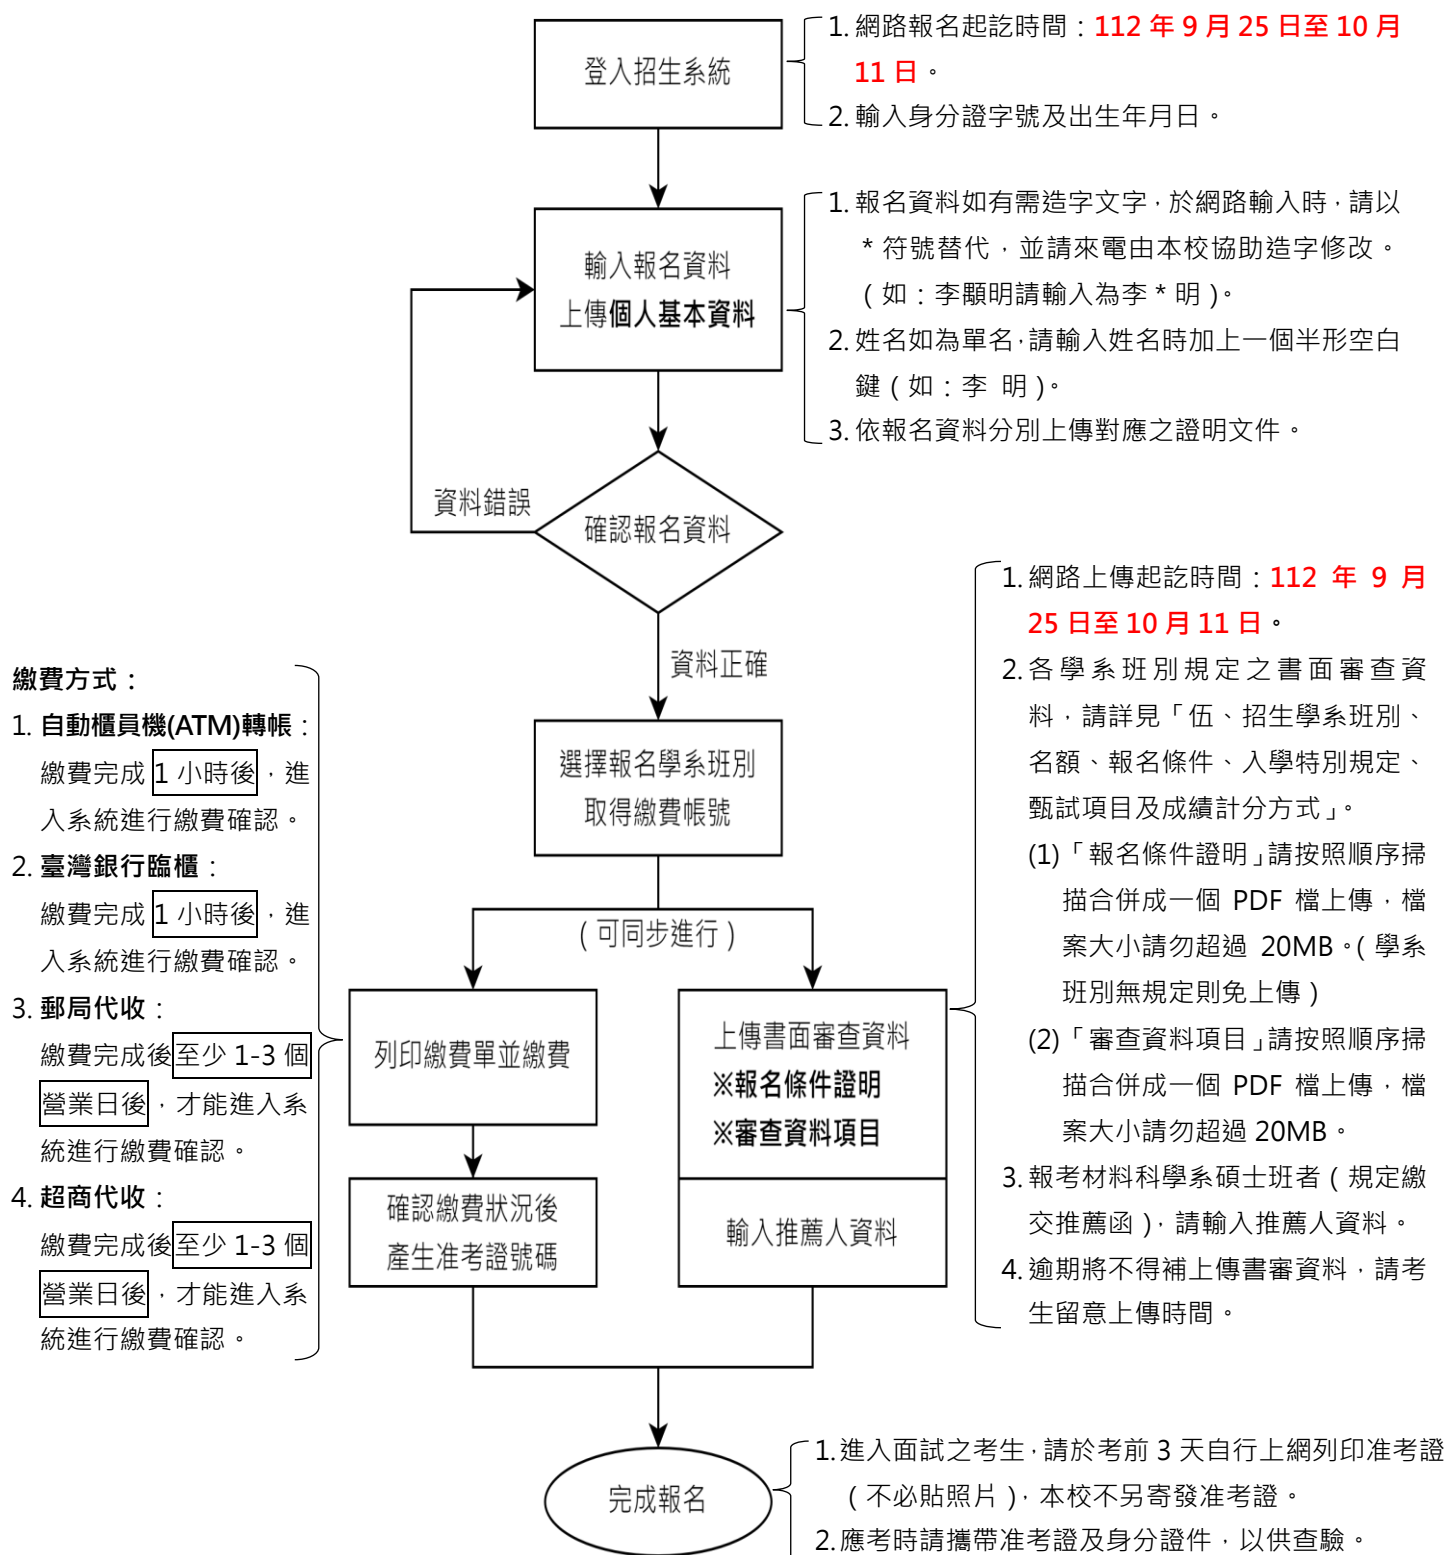 登入招生系統
1. 網路報名起訖時間：112 年 9 月 25 日至 10 月
11 日。
2. 輸入身分證字號及出生年月日。
輸入報名資料
上傳個人基本資料
1. 報名資料如有需造字文字，於網路輸入時，請以
* 符號替代，並請來電由本校協助造字修改。
（如：李顯明請輸入為李 * 明）。
2. 姓名如為單名，請輸入姓名時加上一個半形空白
鍵（如：李 明）。
3. 依報名資料分別上傳對應之證明文件。
資料錯誤
確認報名資料
資料正確
選擇報名學系班別
取得繳費帳號
（可同步進行）
繳費方式：
1. 自動櫃員機(ATM)轉帳：
繳費完成 1 小時後，進
入系統進行繳費確認。
2. 臺灣銀行臨櫃：
繳費完成 1 小時後，進
入系統進行繳費確認。
3. 郵局代收：
繳費完成後至少 1-3 個
營業日後，才能進入系
統進行繳費確認。
4. 超商代收：
繳費完成後至少 1-3 個
營業日後，才能進入系
統進行繳費確認。
列印繳費單並繳費
確認繳費狀況後
產生准考證號碼
上傳書面審查資料
※報名條件證明
※審查資料項目
輸入推薦人資料
1. 網路上傳起訖時間：112 年 9 月
25 日至 10 月 11 日。
2. 各學系班別規定之書面審查資
料，請詳見「伍、招生學系班別、
名額、報名條件、入學特別規定、
甄試項目及成績計分方式」。
(1)「報名條件證明」請按照順序掃
描合併成一個 PDF 檔上傳，檔
案大小請勿超過 20MB。（學系
班別無規定則免上傳）
(2)「審查資料項目」請按照順序掃
描合併成一個 PDF 檔上傳，檔
案大小請勿超過 20MB。
3. 報考材料科學系碩士班者（規定繳
交推薦函），請輸入推薦人資料。
4. 逾期將不得補上傳書審資料，請考
生留意上傳時間。
完成報名
1. 進入面試之考生，請於考前 3 天自行上網列印准考證
（不必貼照片），本校不另寄發准考證。
2. 應考時請攜帶准考證及身分證件，以供查驗。